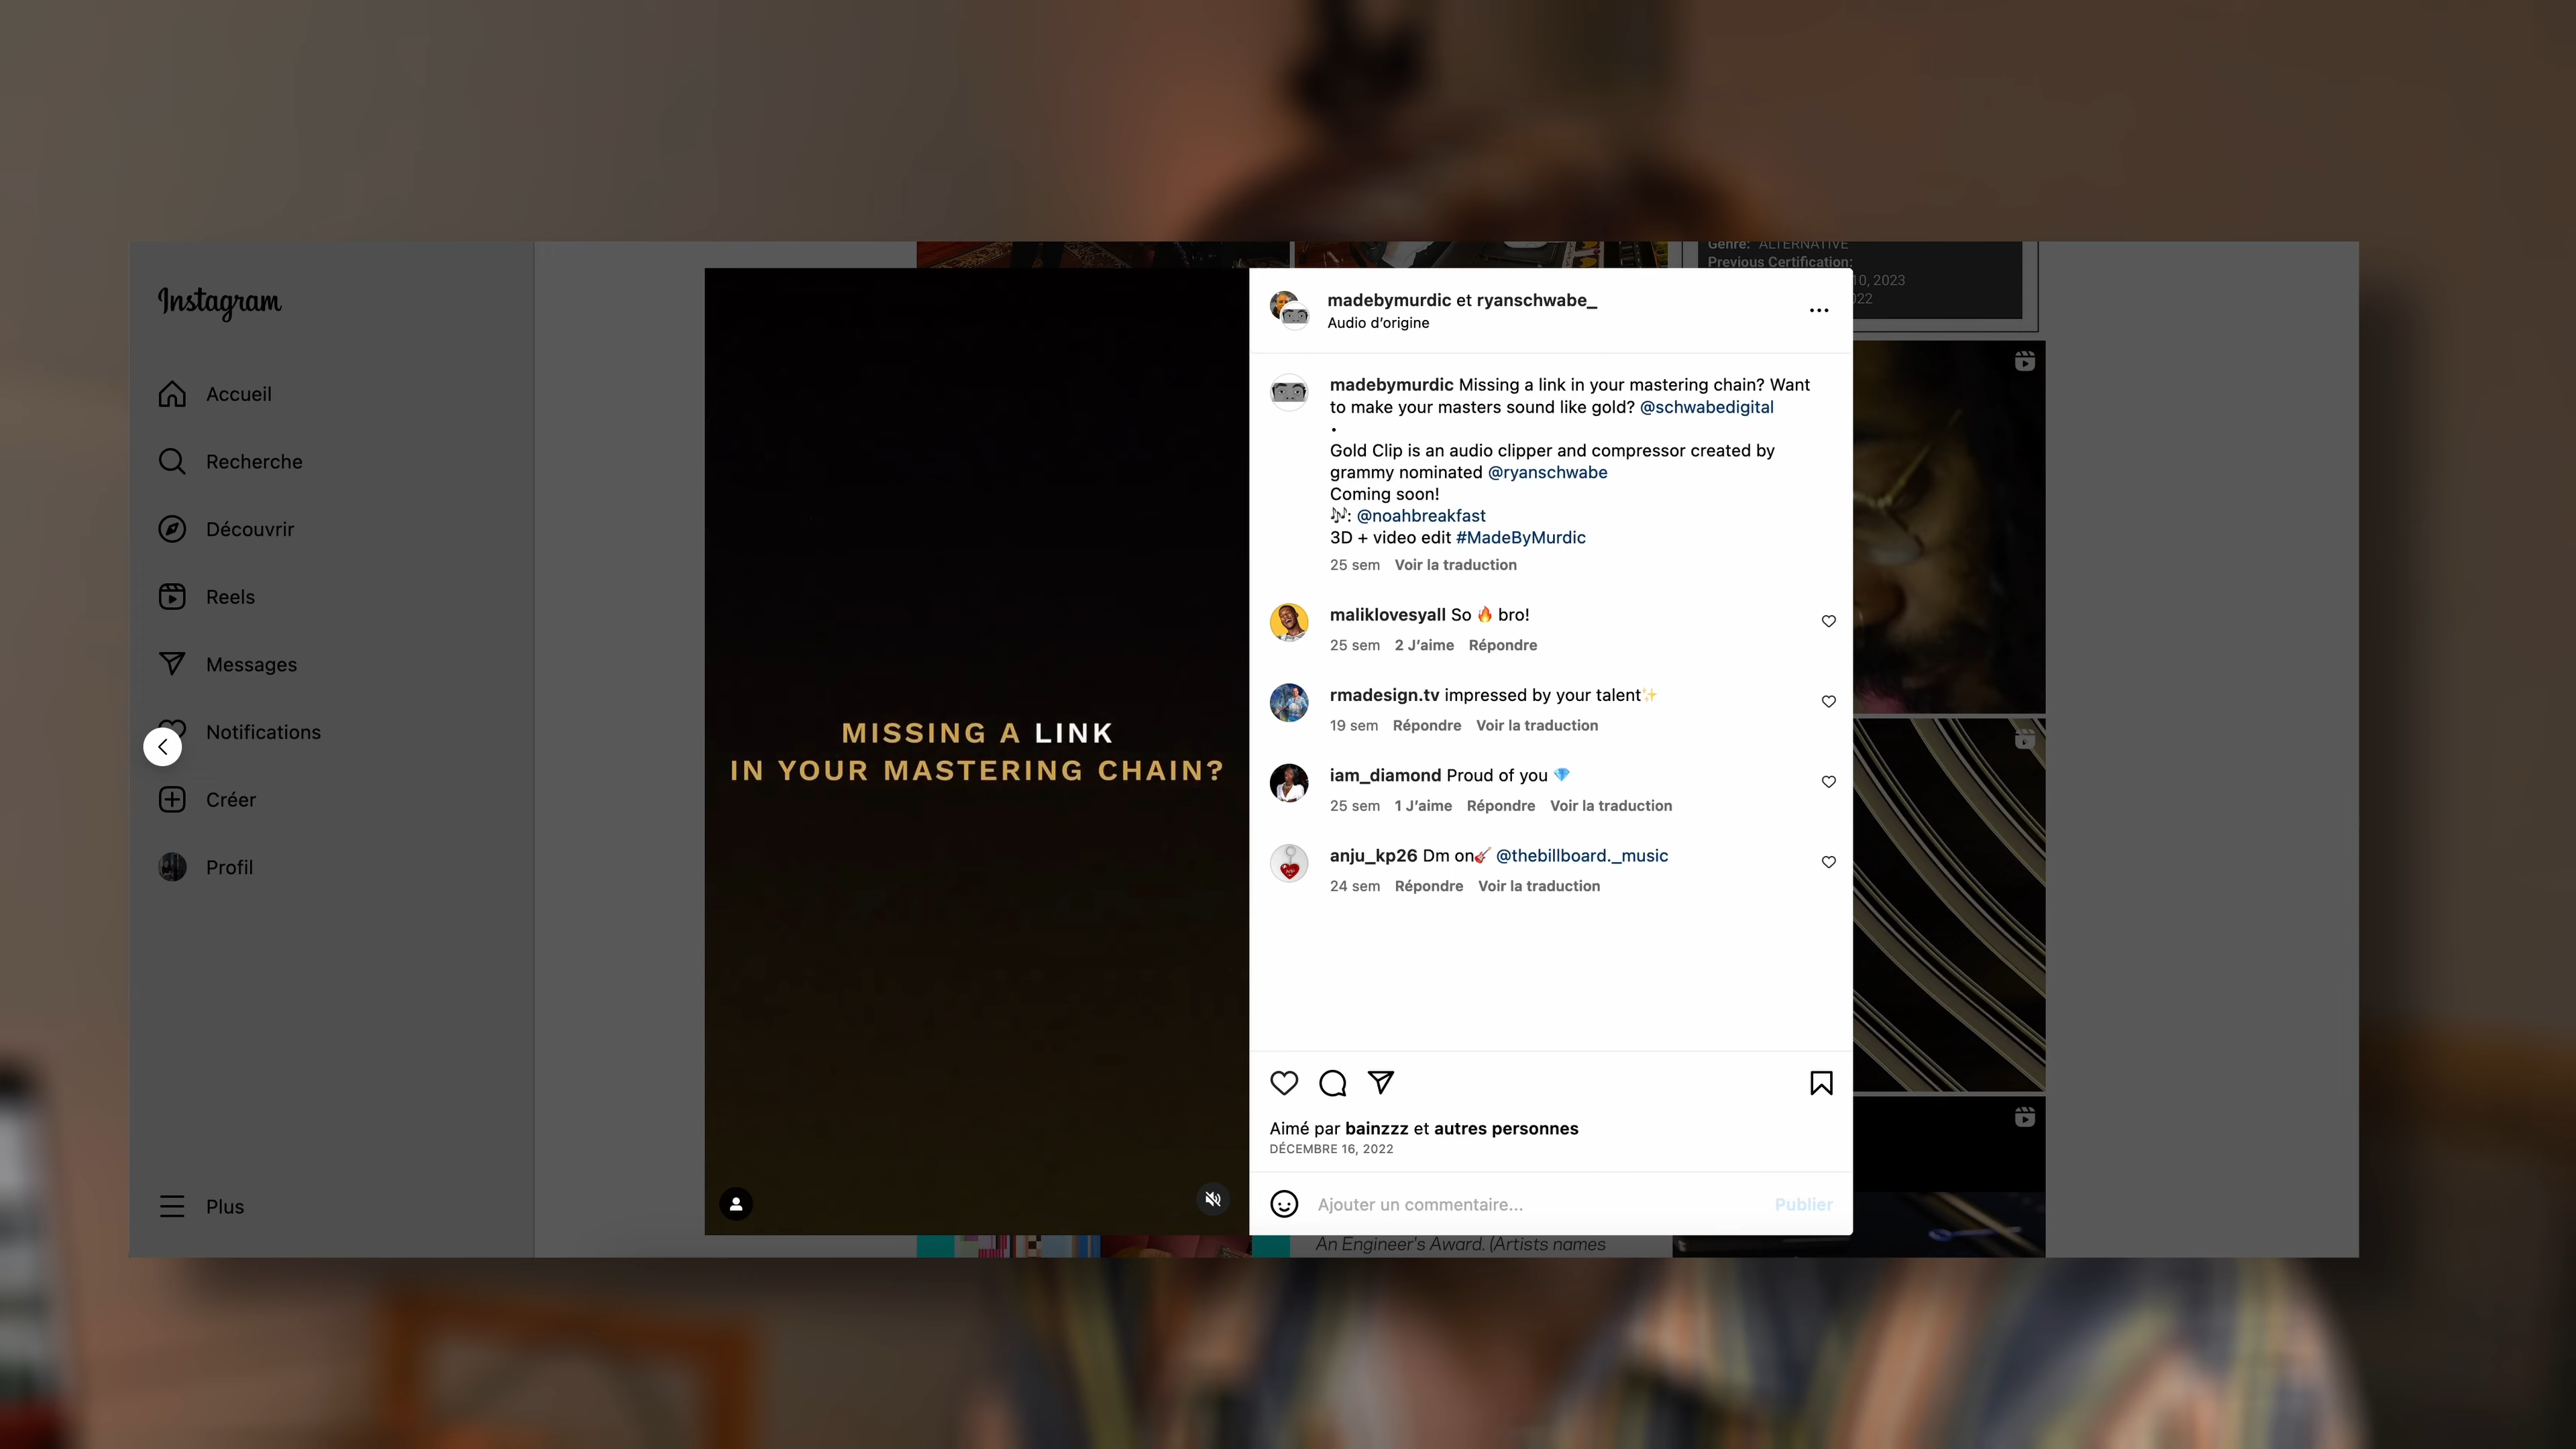 Instagram
Accueil
Recherche
Découvrir
Reels
Messages
Notifications
Créer
Profil
Plus
MISSING A LINK
IN YOUR MASTERING CHAIN?
Genre: ALTERNATIVE
Previous Certification:
10, 2023
022
madebymurdic et ryanschwabe_
Audio d’origine
madebymurdic Missing a link in your mastering chain? Want
to make your masters sound like gold? @schwabedigital
•
Gold Clip is an audio clipper and compressor created by
grammy nominated @ryanschwabe
Coming soon!
🎶: @noahbreakfast
3D + video edit #MadeByMurdic
25 sem Voir la traduction
maliklovesyall So 🔥 bro!
25 sem 2 J’aime Répondre
rmadesign.tv impressed by your talent✨
19 sem Répondre Voir la traduction
iam_diamond Proud of you 💎
25 sem 1 J’aime Répondre Voir la traduction
anju_kp26 Dm on🎸 @thebillboard._music
24 sem Répondre Voir la traduction
Aimé par bainzzz et autres personnes
DÉCEMBRE 16, 2022
Ajouter un commentaire...
Publier
An Engineer's Award. (Artists names